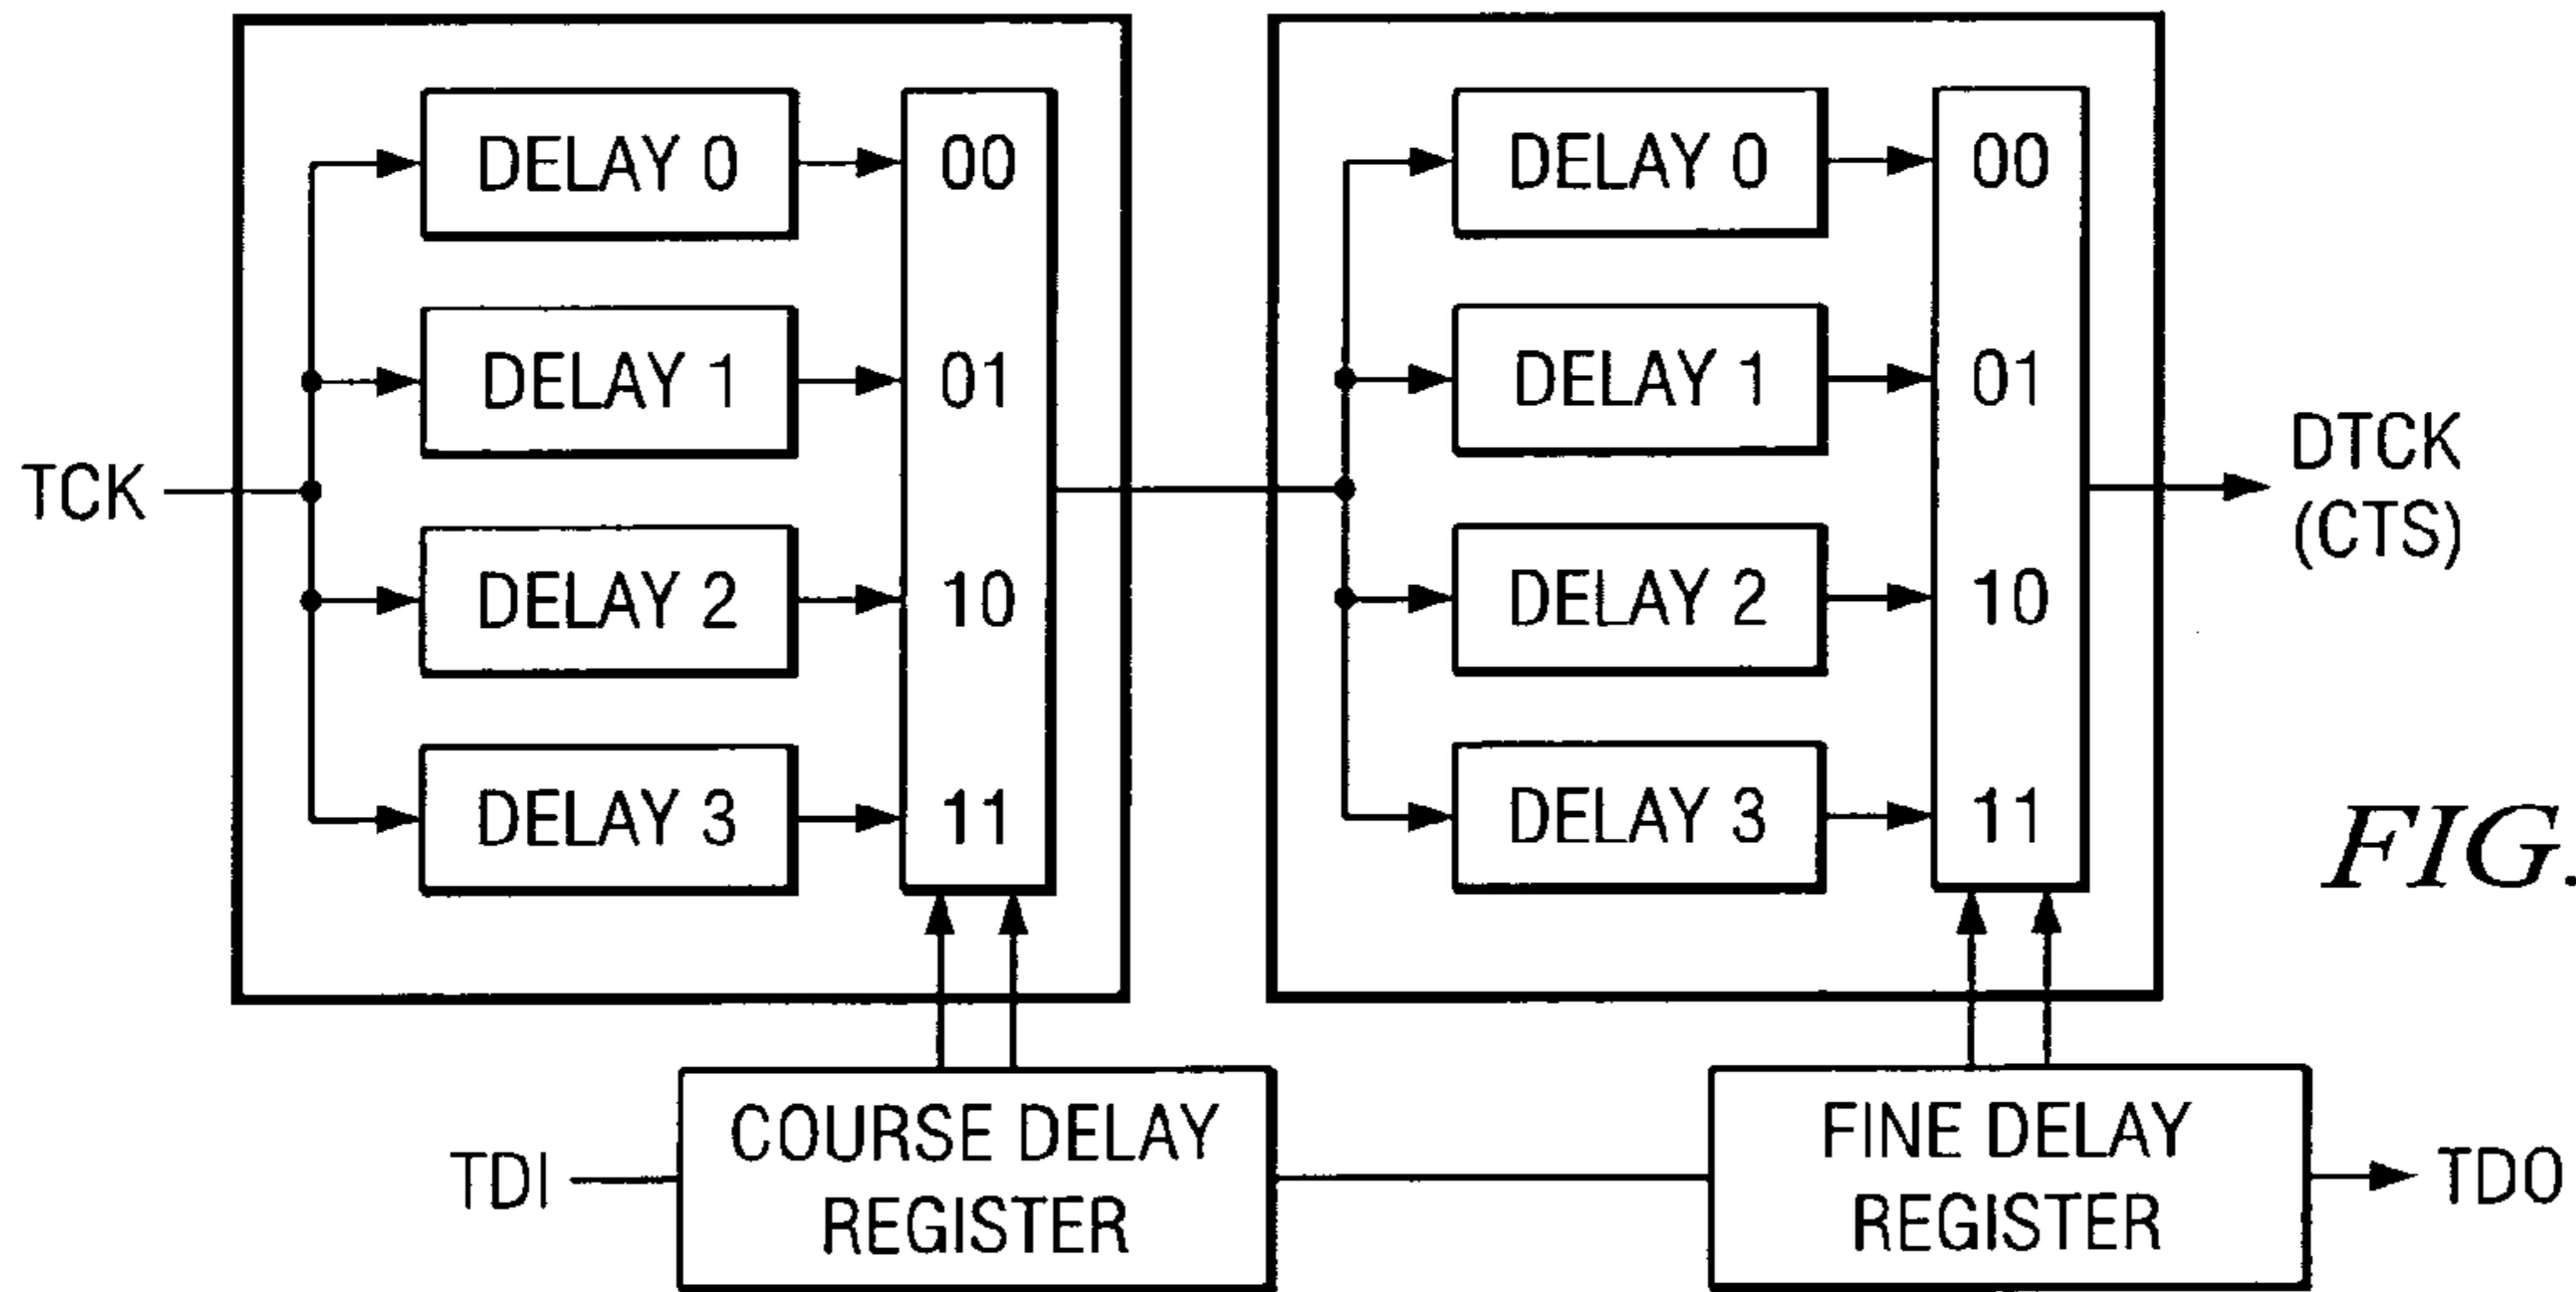 DELAY 0
00
DELAY 1
01
TCK
DELAY 2
10
DELAY 3
11
DELAY 0
00
DELAY 1
01
DTCK
(CTS)
DELAY 2
10
DELAY 3
11
FIG.
TDI
COURSE DELAY
REGISTER
FINE DELAY
REGISTER
TDO